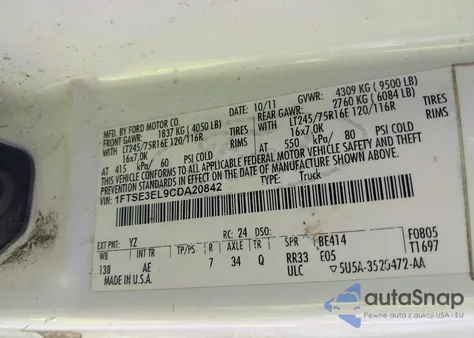 MFD. BY FORD MOTOR CO.
10/11 GVWR: 4309 KG ( 9500 LB)
FRONT GAWR: 1837 KG ( 4050 LB) REAR GAWR: 2760 KG ( 6084 LB)
LT245/75R16E 120/116R TIRES LT245/75R16E 120/116R TIRES
16x7.0K RIMS 16x7.0K RIMS
AT 415 kPa/ 60 PSI COLD AT 550 kPa/ 80 PSI COLD
THIS VEHICLE CONFORMS TO ALL APPLICABLE FEDERAL MOTOR VEHICLE SAFETY
STANDARDS IN EFFECT ON THE DATE OF MANUFACTURE SHOWN ABOVE.
VIN: 1FTSE3EL9CDA20842 TYPE: Truck
EXT PNT: YZ RC: 24 DSO: F0805
WB INT TR TP/PS R AXLE TR SPR BE414 T1697
138 AE 7 34 Q RR33 E05
MADE IN U.S.A. ULC 5U5A-3520472-AA
autoSnap
Powered by Carketa